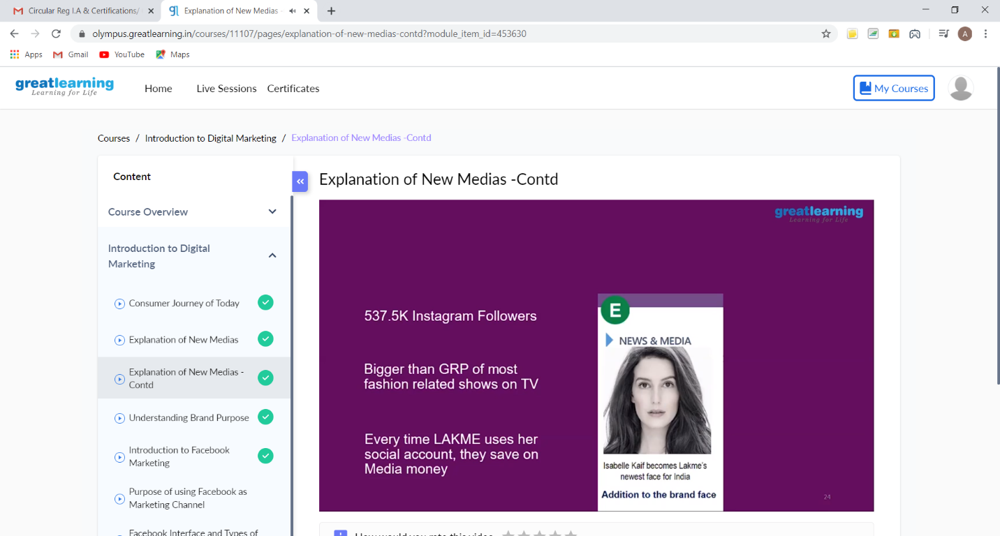 Circular Reg I.A & Certifications/
Explanation of New Medias -
olympus.greatlearning.in/courses/11107/pages/explanation-of-new-medias-contd?module_item_id=453630
A
Apps
Gmail
YouTube
Maps
greatlearning
Learning for Life
Home
Live Sessions
Certificates
My Courses
Courses / Introduction to Digital Marketing / Explanation of New Medias -Contd
Content
Course Overview
Introduction to Digital
Marketing
Consumer Journey of Today
Explanation of New Medias
Explanation of New Medias -
Contd
Understanding Brand Purpose
Introduction to Facebook
Marketing
Purpose of using Facebook as
Marketing Channel
Facebook Interface and Types of
Explanation of New Medias -Contd
greatlearning
Learning for Life
537.5K Instagram Followers
Bigger than GRP of most
fashion related shows on TV
Every time LAKME uses her
social account, they save on
Media money
E
NEWS & MEDIA
Isabelle Kaif becomes Lakme's
newest face for India
Addition to the brand face
24
How would you rate this video